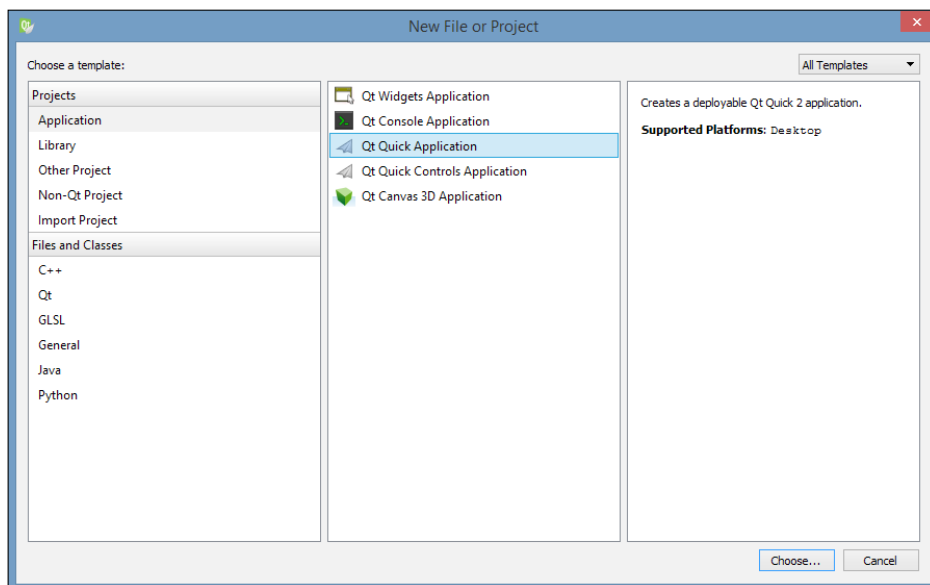 New File or Project
Choose a template:
All Templates
Projects
Application
Library
Other Project
Non-Qt Project
Import Project
Files and Classes
C++
Qt
GLSL
General
Java
Python
Qt Widgets Application
Qt Console Application
Qt Quick Application
Qt Quick Controls Application
Qt Canvas 3D Application
Creates a deployable Qt Quick 2 application.
Supported Platforms: Desktop
Choose...
Cancel